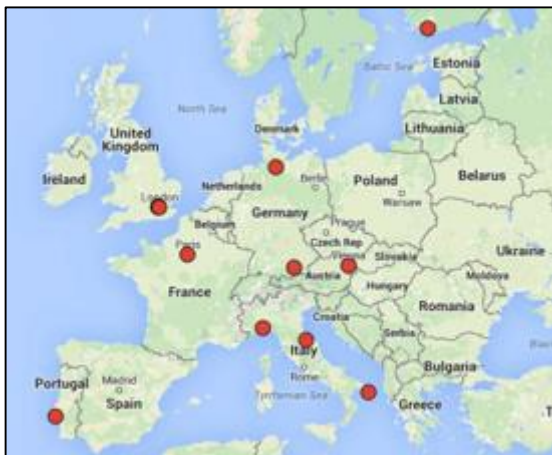 Baltic Sea
Estonia
Latvia
Lithuania
North Sea
Denmark
United
Kingdom
Ireland
London
Netherlands
Berlin
Poland
Warsaw
Belarus
Germany
Belgium
Prague
Czech Rep
Ukraine
Paris
Vienna
Slovakia
Austria
Hungary
Moldova
France
Romania
Croatia
Serbia
Italy
Bulgaria
Rome
Portugal
Madrid
Spain
Tyrrhenian Sea
Greece